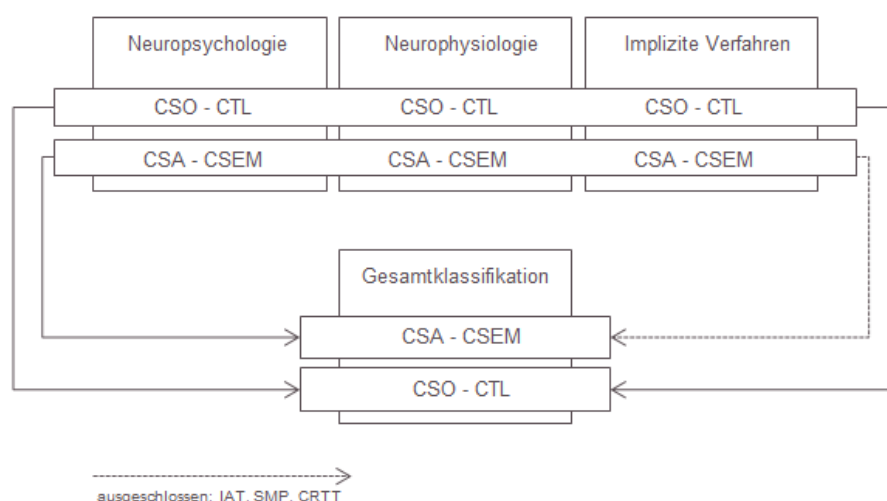 Neuropsychologie
Neurophysiologie
Implizite Verfahren
CSO - CTL
CSO - CTL
CSO - CTL
CSA - CSEM
CSA - CSEM
CSA - CSEM
Gesamtklassifikation
CSA - CSEM
CSO - CTL
ausgeschlossen: IAT, SMP, CRTT